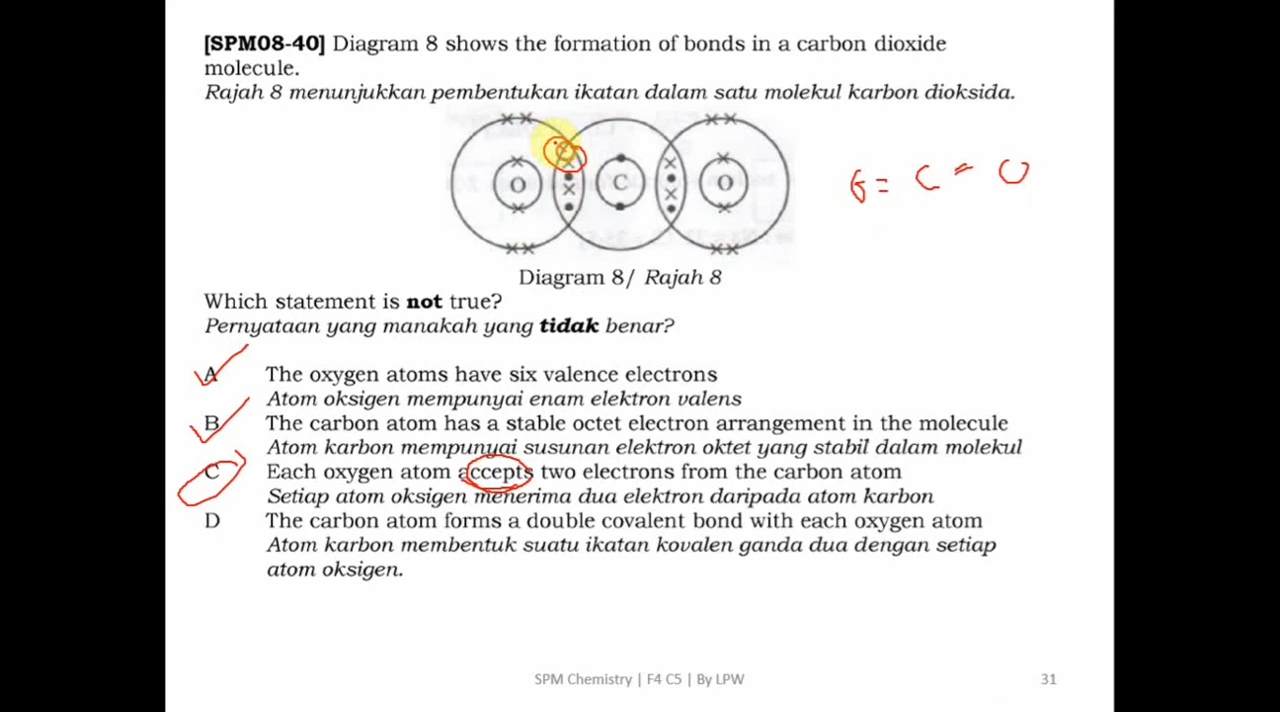 [SPM08-40] Diagram 8 shows the formation of bonds in a carbon dioxide
molecule.
Rajah 8 menunjukkan pembentukan ikatan dalam satu molekul karbon dioksida.
O C O
O = C = O
Diagram 8/ Rajah 8
Which statement is not true?
Pernyataan yang manakah yang tidak benar?
A The oxygen atoms have six valence electrons
Atom oksigen mempunyai enam elektron valens
B The carbon atom has a stable octet electron arrangement in the molecule
Atom karbon mempunyai susunan elektron oktet yang stabil dalam molekul
C Each oxygen atom accepts two electrons from the carbon atom
Setiap atom oksigen menerima dua elektron daripada atom karbon
D The carbon atom forms a double covalent bond with each oxygen atom
Atom karbon membentuk suatu ikatan kovalen ganda dua dengan setiap
atom oksigen.
SPM Chemistry | F4 C5 | By LPW 31